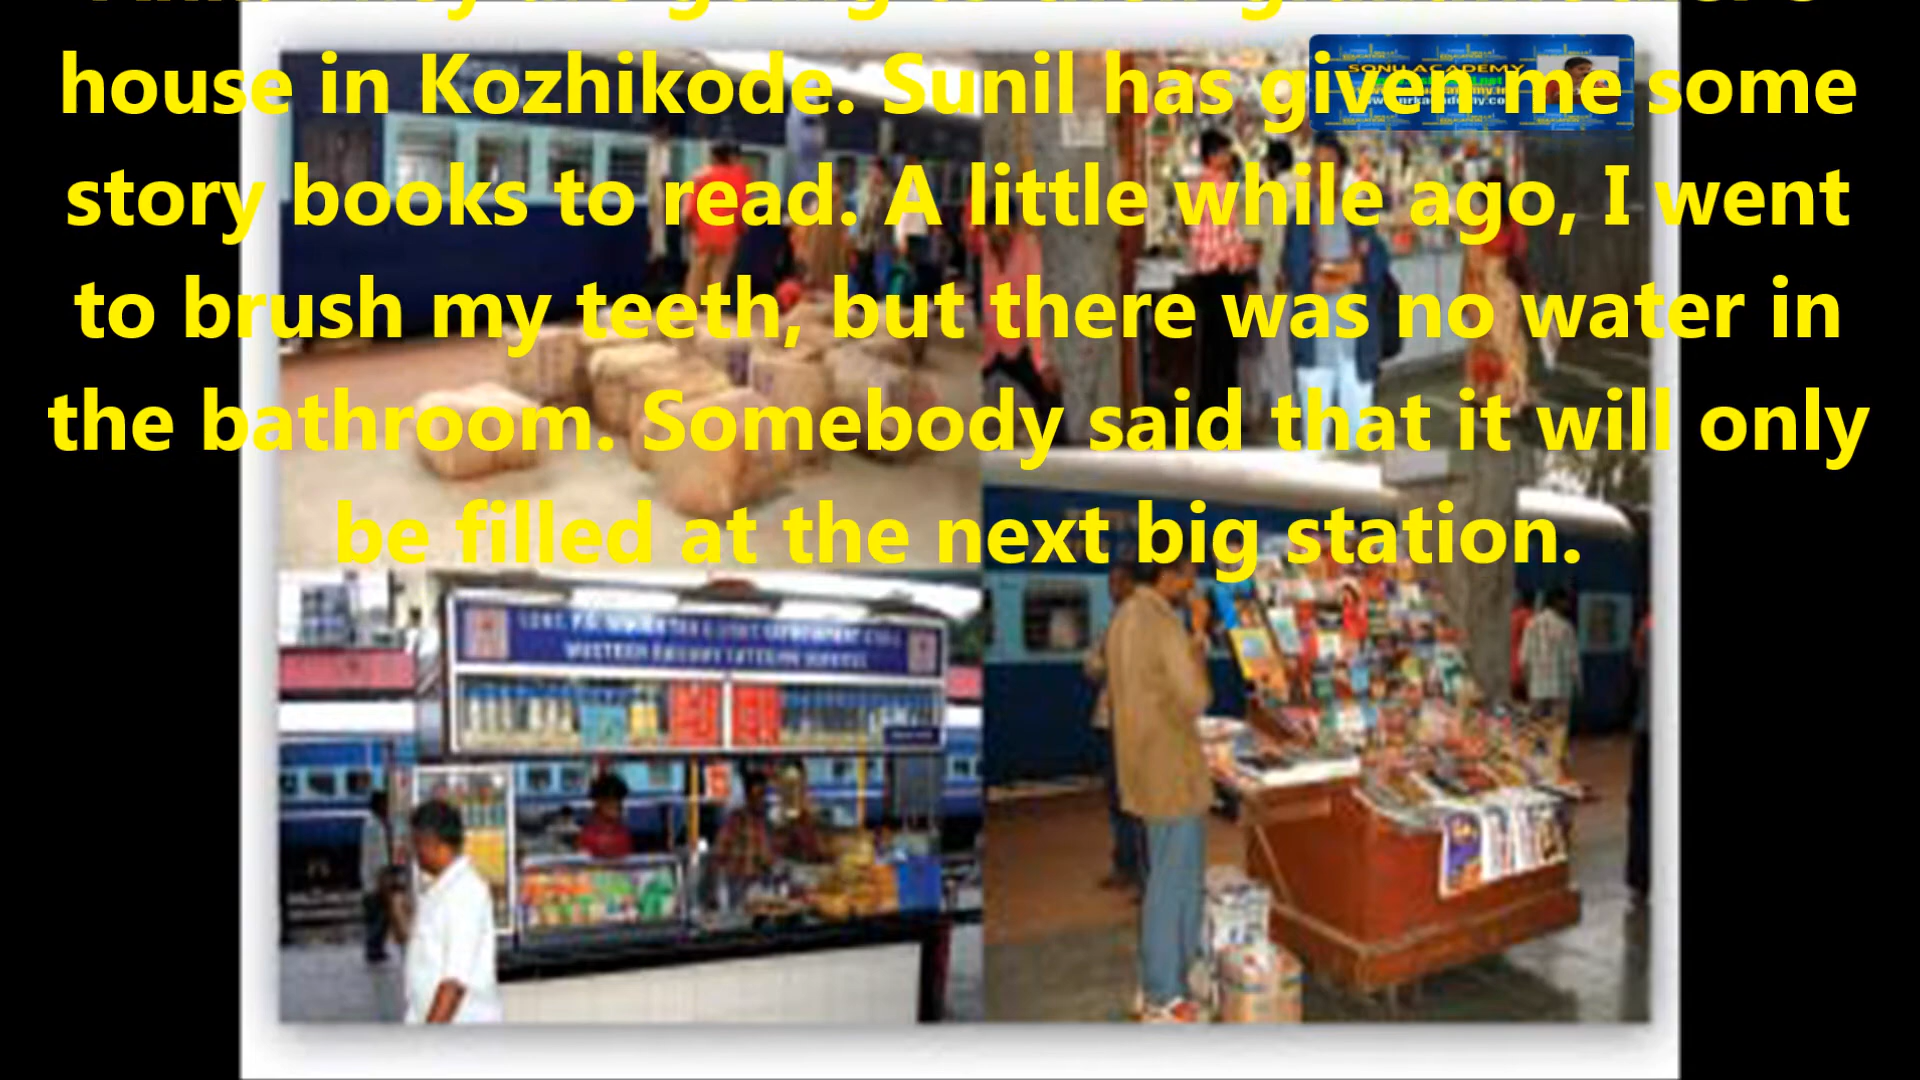 house in Kozhikode. Sunil has given me some
story books to read. A little while ago, I went
to brush my teeth, but there was no water in
the bathroom. Somebody said that it will only
be filled at the next big station.
SONU ACADEMY